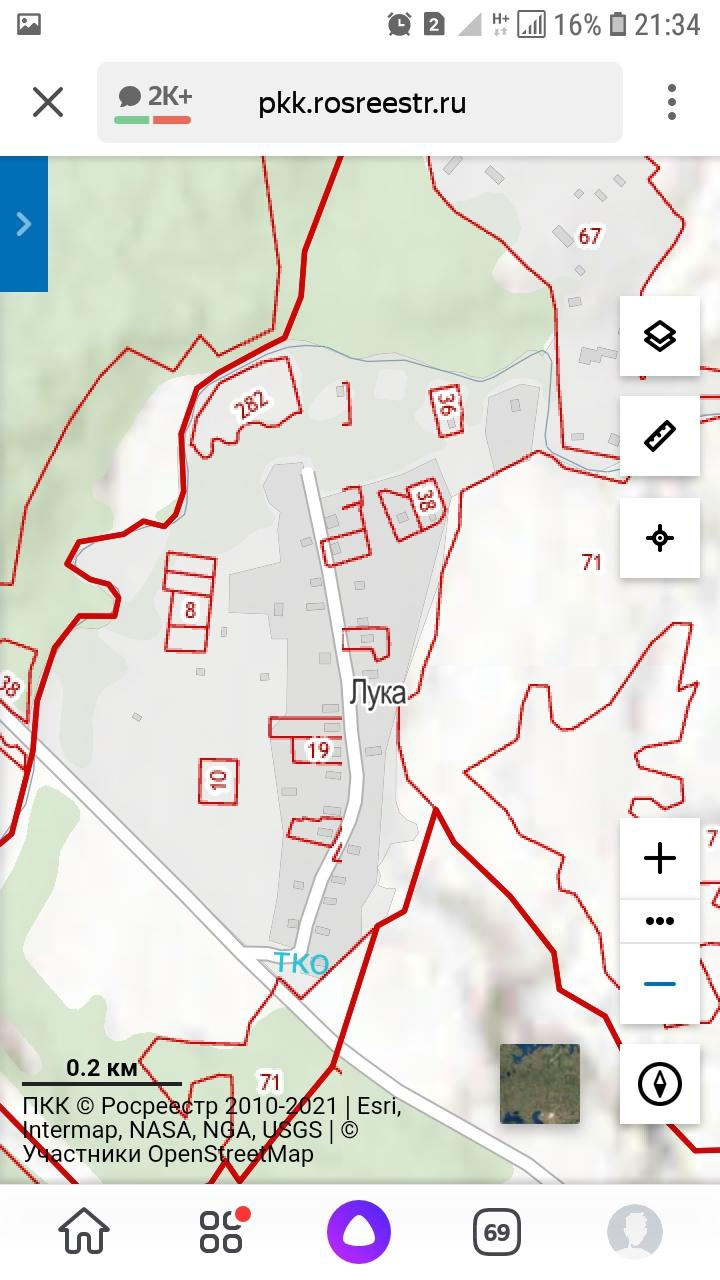 2 H+ 16% 21:34
2K+ pkk.rosreestr.ru
67
282
36
38
71
8
38
Лука
19
10
7
ТКО
0.2 км
71
ПКК © Росреестр 2010-2021 | Esri,
Intermap, NASA, NGA, USGS | ©
Участники OpenStreetMap
69